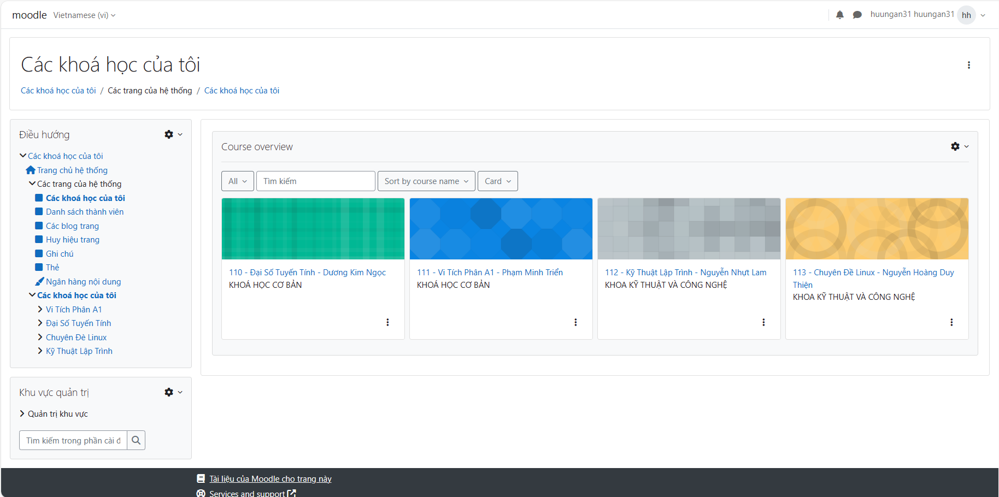 moodle Vietnamese (vi)
huungan31 huungan31 hh
Các khoá học của tôi
Các khoá học của tôi / Các trang của hệ thống / Các khoá học của tôi
Điều hướng
Các khoá học của tôi
Trang chủ hệ thống
Các trang của hệ thống
Các khoá học của tôi
Danh sách thành viên
Các blog trang
Huy hiệu trang
Ghi chú
Thẻ
Ngân hàng nội dung
Các khoá học của tôi
Vi Tích Phân A1
Đại Số Tuyến Tính
Chuyên Đề Linux
Kỹ Thuật Lập Trình
Khu vực quản trị
Quản trị khu vực
Tìm kiếm trong phần cài đ
Course overview
All Tìm kiếm Sort by course name Card
110 - Đại Số Tuyến Tính - Dương Kim Ngọc
KHOÁ HỌC CƠ BẢN
111 - Vi Tích Phân A1 - Phạm Minh Triển
KHOÁ HỌC CƠ BẢN
112 - Kỹ Thuật Lập Trình - Nguyễn Nhựt Lam
KHOA KỸ THUẬT VÀ CÔNG NGHỆ
113 - Chuyên Đề Linux - Nguyễn Hoàng Duy
Thiện
KHOA KỸ THUẬT VÀ CÔNG NGHỆ
Tài liệu của Moodle cho trang này
Services and support